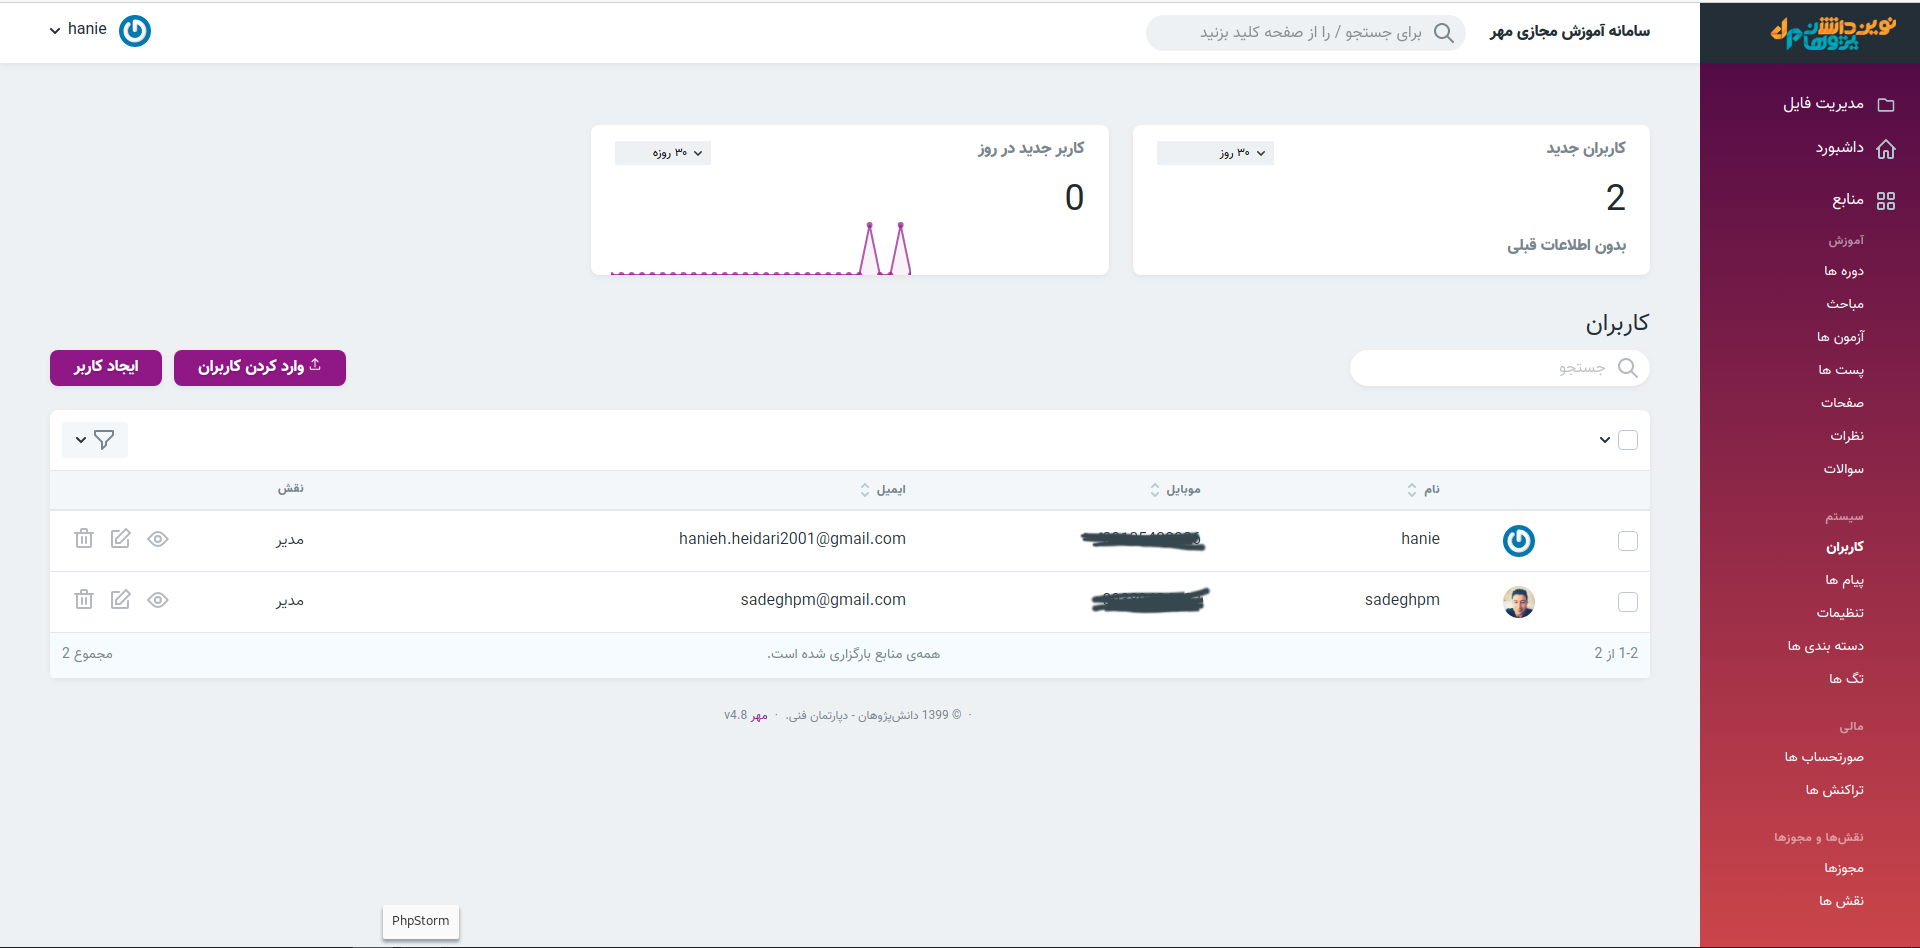 نوین دانش پژوهان
سامانه آموزش مجازی مهر
برای جستجو / را از صفحه کلید بزنید
hanie
مدیریت فایل
داشبورد
منابع
آموزش
دوره ها
مباحث
آزمون ها
پست ها
صفحات
نظرات
سوالات
سیستم
کاربران
پیام ها
تنظیمات
دسته بندی ها
تگ ها
مالی
صورتحساب ها
تراکنش ها
نقش‌ها و مجوزها
مجوزها
نقش ها
کاربران جدید
۳۰ روز
2
بدون اطلاعات قبلی
کاربر جدید در روز
۳۰ روزه
0
کاربران
جستجو
وارد کردن کاربران
ایجاد کاربر
نام موبایل ایمیل نقش
hanie hanieh.heidari2001@gmail.com مدیر
sadeghpm sadeghpm@gmail.com مدیر
1-2 از 2 همه‌ی منابع بارگزاری شده است. مجموع 2
· © 1399 دانش‌پژوهان - دپارتمان فنی. · مهر v4.8
PhpStorm